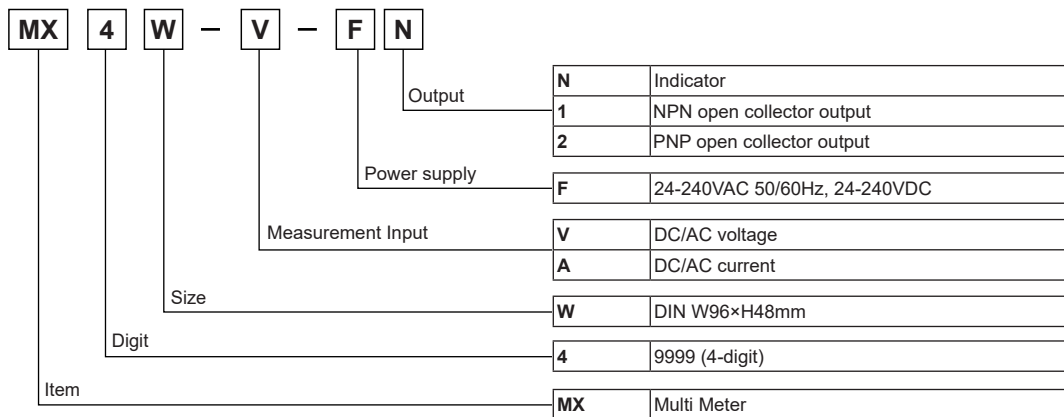 MX 4 W – V – F N
Output
N Indicator
1 NPN open collector output
2 PNP open collector output
Power supply
F 24-240VAC 50/60Hz, 24-240VDC
Measurement Input
V DC/AC voltage
A DC/AC current
Size
W DIN W96×H48mm
Digit
4 9999 (4-digit)
Item
MX Multi Meter